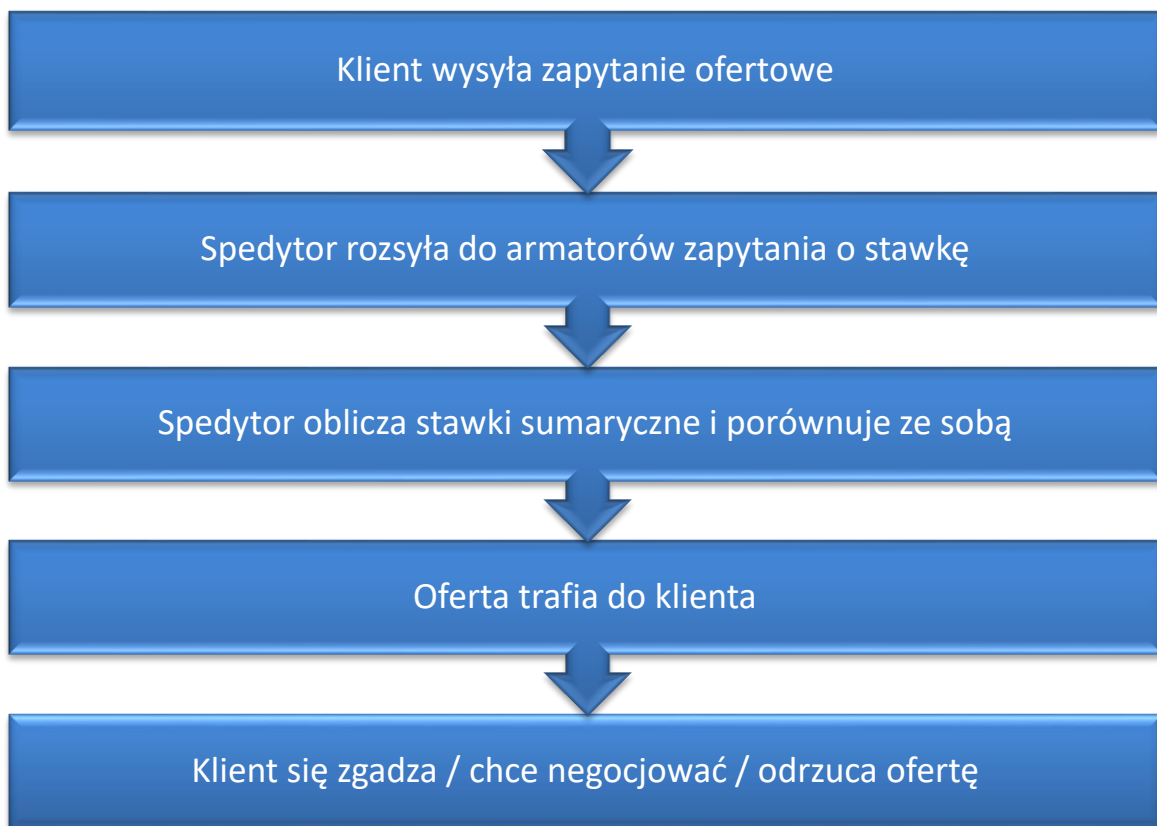 Klient wysyła zapytanie ofertowe
Spedytor rozsyła do armatorów zapytania o stawkę
Spedytor oblicza stawki sumaryczne i porównuje ze sobą
Oferta trafia do klienta
Klient się zgadza / chce negocjować / odrzuca ofertę